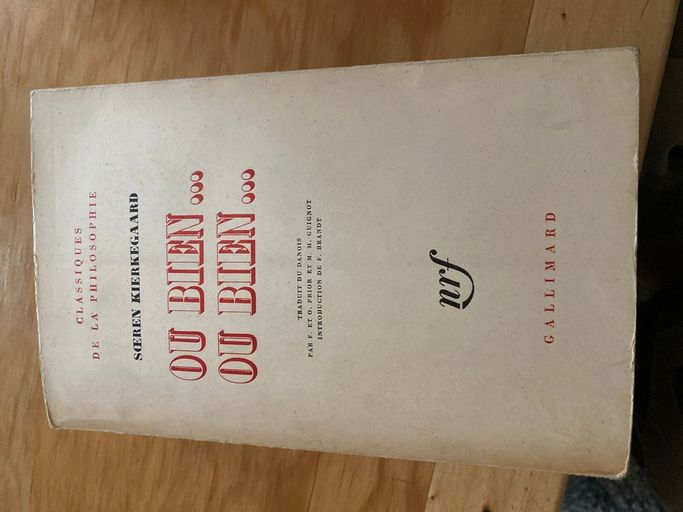 CLASSIQUES
DE LA PHILOSOPHIE
SŒREN KIERKEGAARD
OU BIEN...
OU BIEN...
TRADUIT DU DANOIS
PAR F. ET O. PRIOR ET M. H. GUIGNOT
INTRODUCTION DE F. BRANDT
nrf
GALLIMARD